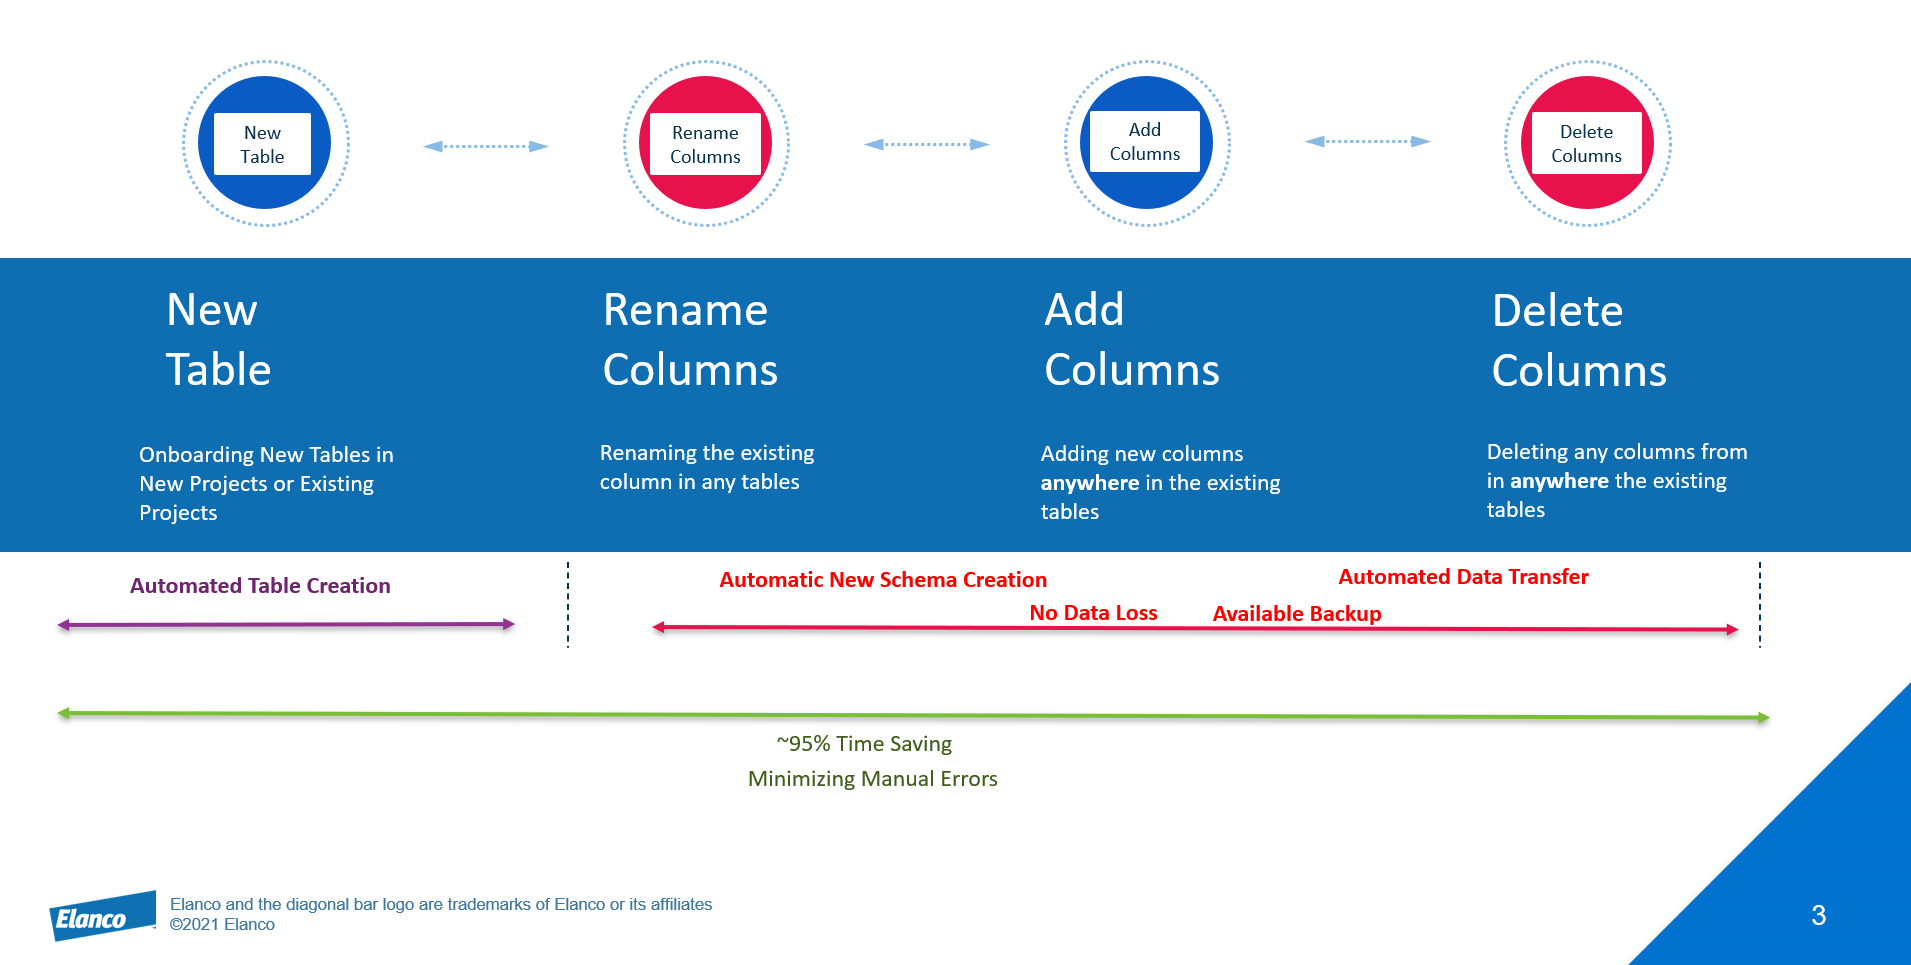 New
Table
Rename
Columns
Add
Columns
Delete
Columns
New
Table
Rename
Columns
Add
Columns
Delete
Columns
Onboarding New Tables in
New Projects or Existing
Projects
Renaming the existing
column in any tables
Adding new columns
anywhere in the existing
tables
Deleting any columns from
in anywhere the existing
tables
Automated Table Creation
Automatic New Schema Creation
Automated Data Transfer
No Data Loss
Available Backup
~95% Time Saving
Minimizing Manual Errors
Elanco
Elanco and the diagonal bar logo are trademarks of Elanco or its affiliates
©2021 Elanco
3